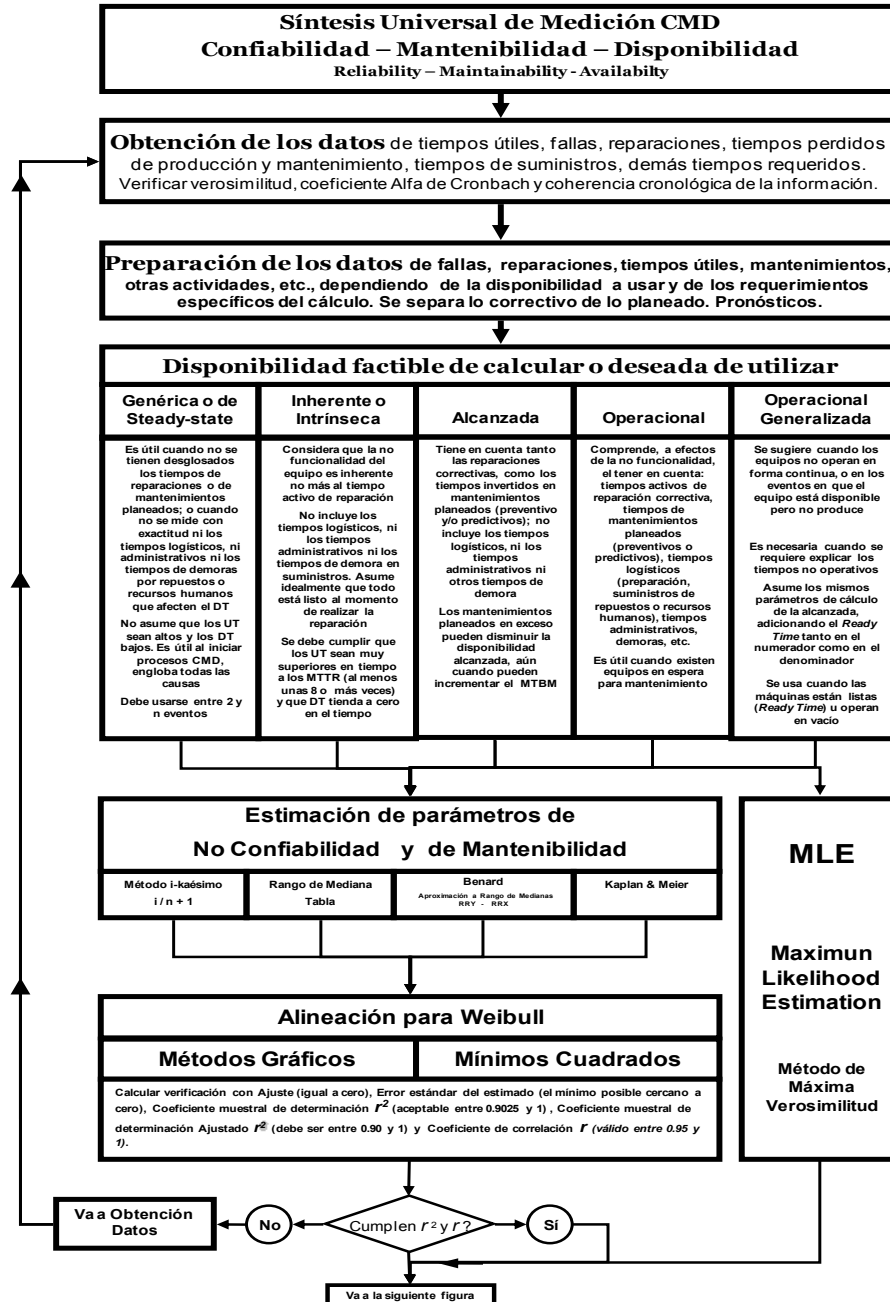 Síntesis Universal de Medición CMD
Confiabilidad – Mantenibilidad – Disponibilidad
Reliability – Maintainability - Availabilty
Obtención de los datos de tiempos útiles, fallas, reparaciones, tiempos perdidos
de producción y mantenimiento, tiempos de suministros, demás tiempos requeridos.
Verificar verosimilitud, coeficiente Alfa de Cronbach y coherencia cronológica de la información.
Preparación de los datos de fallas, reparaciones, tiempos útiles, mantenimientos,
otras actividades, etc., dependiendo de la disponibilidad a usar y de los requerimientos
específicos del cálculo. Se separa lo correctivo de lo planeado. Pronósticos.
Disponibilidad factible de calcular o deseada de utilizar
Genérica o de
Steady-state
Es útil cuando no se
tienen desglosados
los tiempos de
reparaciones o de
mantenimientos
planeados; o cuando
no se mide con
exactitud ni los
tiempos logísticos, ni
administrativos ni los
tiempos de demoras
por repuestos o
recursos humanos
que afecten el DT
No asume que los UT
sean altos y los DT
bajos. Es útil al iniciar
procesos CMD,
engloba todas las
causas
Debe usarse entre 2 y
n eventos
Inherente o
Intrínseca
Considera que la no
funcionalidad del
equipo es inherente
no más al tiempo
activo de reparación
No incluye los
tiempos logísticos, ni
los tiempos
administrativos ni los
tiempos de demora en
suministros. Asume
idealmente que todo
está listo al momento
de realizar la
reparación
Se debe cumplir que
los UT sean muy
superiores en tiempo
a los MTTR (al menos
unas 8 o más veces)
y que DT tienda a cero
en el tiempo
Alcanzada
Tiene en cuenta tanto
las reparaciones
correctivas, como los
tiempos invertidos en
mantenimientos
planeados (preventivo
y/o predictivos); no
incluye los tiempos
logísticos, ni los
tiempos
administrativos ni
otros tiempos de
demora
Los mantenimientos
planeados en exceso
pueden disminuir la
disponibilidad
alcanzada, aún
cuando pueden
incrementar el MTBM
Operacional
Comprende, a efectos
de la no funcionalidad,
el tener en cuenta:
tiempos activos de
reparación correctiva,
tiempos de
mantenimientos
planeados
(preventivos o
predictivos), tiempos
logísticos
(preparación,
suministros de
repuestos o recursos
humanos), tiempos
administrativos,
demoras, etc.
Es útil cuando existen
equipos en espera
para mantenimiento
Operacional
Generalizada
Se sugiere cuando los
equipos no operan en
forma continua, o en los
eventos en que el
equipo está disponible
pero no produce
Es necesaria cuando se
requiere explicar los
tiempos no operativos
Asume los mismos
parámetros de cálculo
de la alcanzada,
adicionando el Ready
Time tanto en el
numerador como en el
denominador
Se usa cuando las
máquinas están listas
(Ready Time) u operan
en vacío
Estimación de parámetros de
No Confiabilidad y de Mantenibilidad
Método i-kaésimo
i / n + 1
Rango de Mediana
Tabla
Benard
Aproximación a Rango de Medianas
RRY - RRX
Kaplan & Meier
MLE
Maximun
Likelihood
Estimation
Método de
Máxima
Verosimilitud
Alineación para Weibull
Métodos Gráficos
Mínimos Cuadrados
Calcular verificación con Ajuste (igual a cero), Error estándar del estimado (el mínimo posible cercano a
cero), Coeficiente muestral de determinación r² (aceptable entre 0.9025 y 1) , Coeficiente muestral de
determinación Ajustado r² (debe ser entre 0.90 y 1) y Coeficiente de correlación r (válido entre 0.95 y
1).
Va a Obtención
Datos
No
Cumplen r² y r?
Sí
Va a la siguiente figura